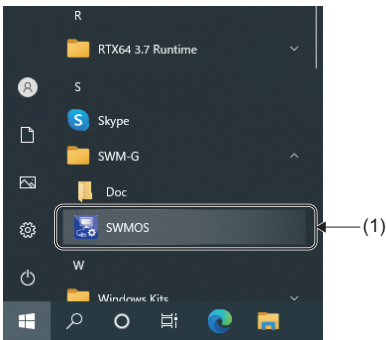 R
RTX64 3.7 Runtime
S
Skype
SWM-G
Doc
SWMOS
(1)
W
Windows Kits